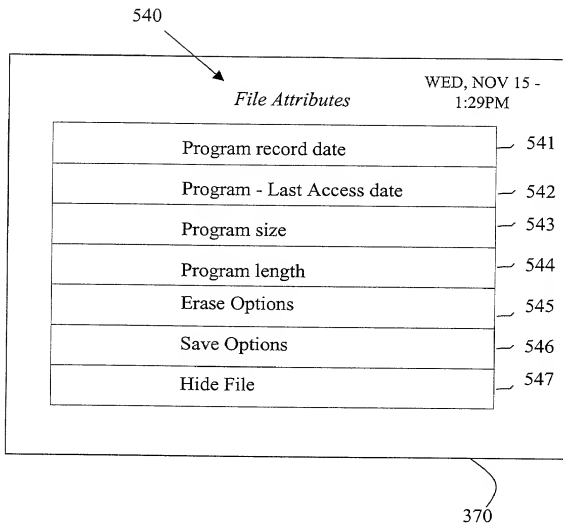 540
File Attributes
WED, NOV 15 -
1:29PM
Program record date
541
Program - Last Access date
542
Program size
543
Program length
544
Erase Options
545
Save Options
546
Hide File
547
370